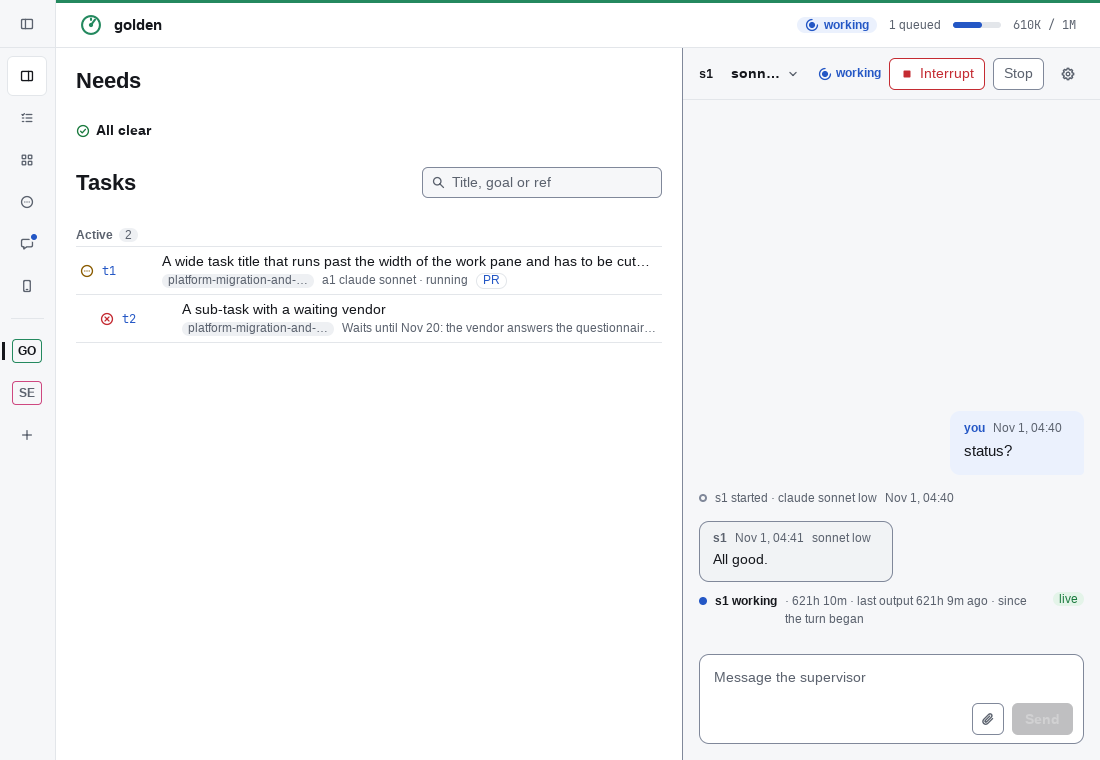 golden
working
1 queued
610K / 1M
GO
SE
Needs
All clear
Tasks
Title, goal or ref
Active 2
t1
A wide task title that runs past the width of the work pane and has to be cut…
platform-migration-and-… a1 claude sonnet · running PR
t2
A sub-task with a waiting vendor
platform-migration-and-… Waits until Nov 20: the vendor answers the questionnair…
s1 sonn… working Interrupt Stop
you Nov 1, 04:40
status?
s1 started · claude sonnet low Nov 1, 04:40
s1 Nov 1, 04:41 sonnet low
All good.
s1 working · 621h 10m · last output 621h 9m ago · since live
the turn began
Message the supervisor
Send